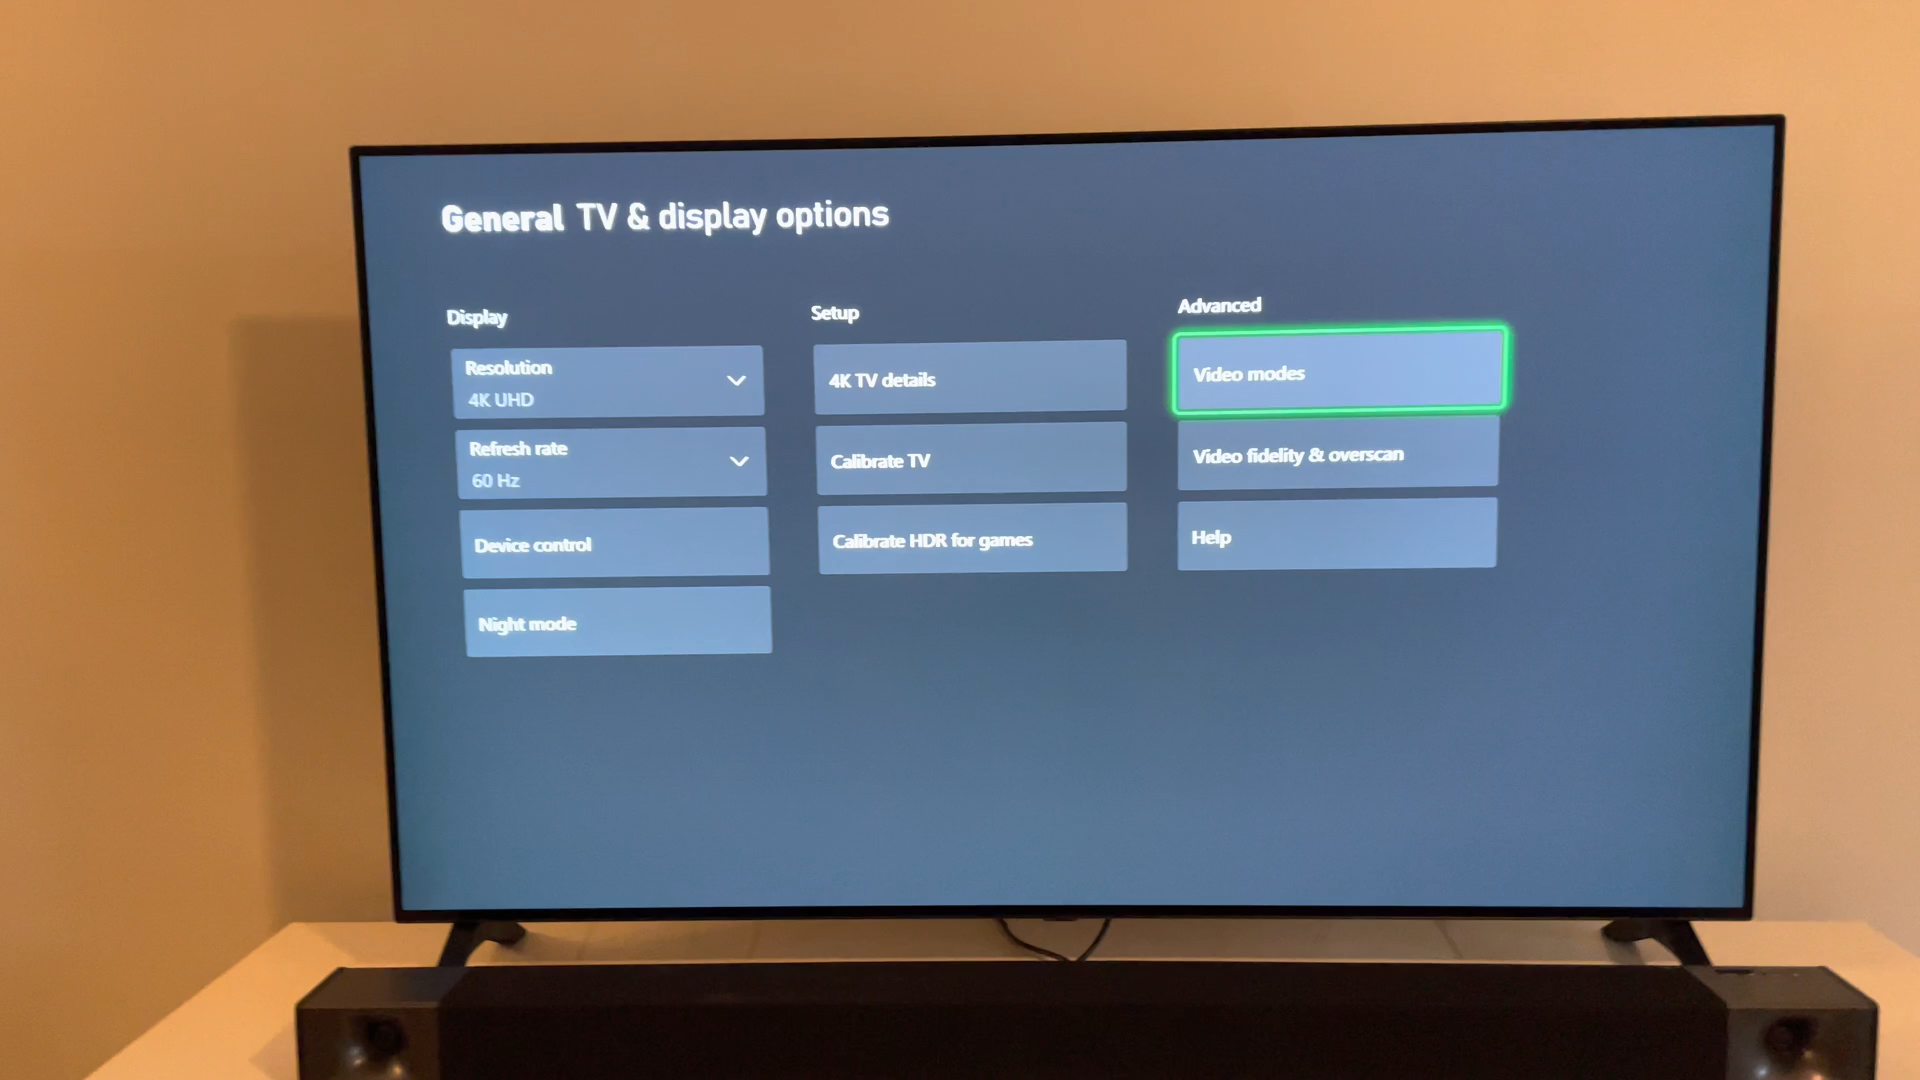 General TV & display options
Display
Resolution
4K UHD
Refresh rate
60 Hz
Device control
Night mode
Setup
4K TV details
Calibrate TV
Calibrate HDR for games
Advanced
Video modes
Video fidelity & overscan
Help